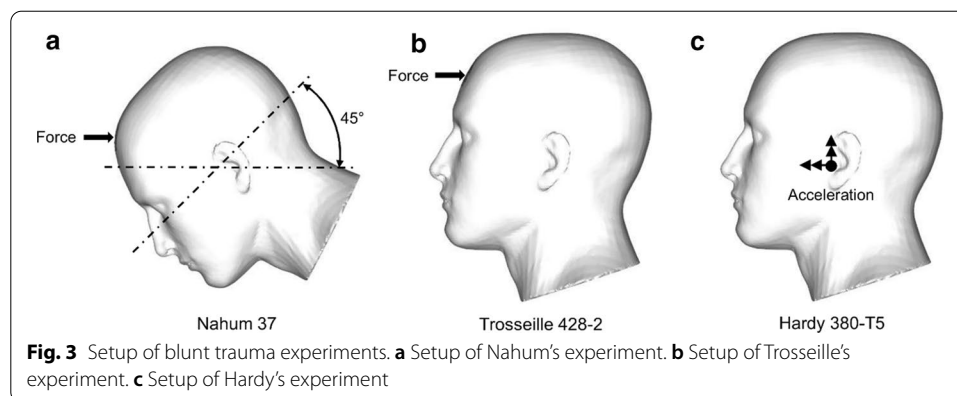 a
b
c
Force
45°
Force
Acceleration
Nahum 37
Trosseille 428-2
Hardy 380-T5
Fig. 3 Setup of blunt trauma experiments. a Setup of Nahum's experiment. b Setup of Trosseille's
experiment. c Setup of Hardy's experiment